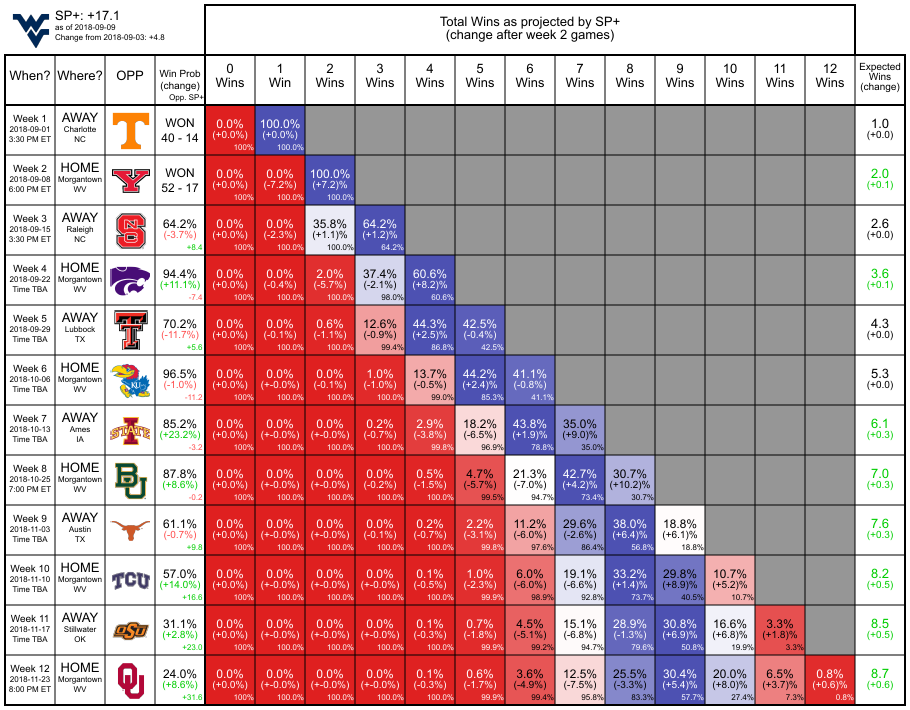 SP+: +17.1
as of 2018-09-09
Change from 2018-09-03: +4.8
Total Wins as projected by SP+
(change after week 2 games)
When? Where? OPP Win Prob (change) Opp. SP+ 0 Wins 1 Win 2 Wins 3 Wins 4 Wins 5 Wins 6 Wins 7 Wins 8 Wins 9 Wins 10 Wins 11 Wins 12 Wins Expected Wins (change)
Week 1 AWAY WON 0.0% 100.0% 1.0
2018-09-01 Charlotte T 40 - 14 (+0.0%) (+0.0%) (+0.0)
3:30 PM ET NC 100% 100.0%
Week 2 HOME WON 0.0% 0.0% 100.0% 2.0
2018-09-08 Morgantown Y 52 - 17 (+0.0%) (-7.2%) (+7.2)% (+0.1)
6:00 PM ET WV 100% 100.0% 100.0%
Week 3 AWAY 64.2% 0.0% 0.0% 35.8% 64.2% 2.6
2018-09-15 Raleigh NCS (-3.7%) (+0.0%) (-2.3%) (+1.1)% (+1.2)% (+0.0)
3:30 PM ET NC +8.4 100% 100.0% 100.0% 64.2%
Week 4 HOME 94.4% 0.0% 0.0% 2.0% 37.4% 60.6% 3.6
2018-09-22 Morgantown (+11.1%) (+0.0%) (-0.4%) (-5.7%) (-2.1%) (+8.2)% (+0.1)
Time TBA WV -7.4 100% 100.0% 100.0% 98.0% 60.6%
Week 5 AWAY 70.2% 0.0% 0.0% 0.6% 12.6% 44.3% 42.5% 4.3
2018-09-29 Lubbock TT (-11.7%) (+0.0%) (-0.1%) (-1.1%) (-0.9%) (+2.5)% (-0.4%) (+0.0)
Time TBA TX +5.6 100% 100.0% 100.0% 99.4% 86.8% 42.5%
Week 6 HOME 96.5% 0.0% 0.0% 0.0% 1.0% 13.7% 44.2% 41.1% 5.3
2018-10-06 Morgantown KU (-1.0%) (+0.0%) (+-0.0%) (-0.1%) (-1.0%) (-0.5%) (+2.4)% (-0.8%) (+0.0)
Time TBA WV -11.2 100% 100.0% 100.0% 100.0% 99.0% 85.3% 41.1%
Week 7 AWAY 85.2% 0.0% 0.0% 0.0% 0.2% 2.9% 18.2% 43.8% 35.0% 6.1
2018-10-13 Ames I STATE (+23.2%) (+0.0%) (+-0.0%) (+-0.0%) (-0.7%) (-3.8%) (-6.5%) (+1.9)% (+9.0)% (+0.3)
Time TBA IA -3.2 100% 100.0% 100.0% 100.0% 99.8% 96.9% 78.8% 35.0%
Week 8 HOME 87.8% 0.0% 0.0% 0.0% 0.0% 0.5% 4.7% 21.3% 42.7% 30.7% 7.0
2018-10-25 Morgantown BU (+8.6%) (+0.0%) (+-0.0%) (+-0.0%) (-0.2%) (-1.5%) (-5.7%) (-7.0%) (+4.2)% (+10.2)% (+0.3)
7:00 PM ET WV -0.2 100% 100.0% 100.0% 100.0% 100.0% 99.5% 94.7% 73.4% 30.7%
Week 9 AWAY 61.1% 0.0% 0.0% 0.0% 0.0% 0.2% 2.2% 11.2% 29.6% 38.0% 18.8% 7.6
2018-11-03 Austin (-0.7%) (+0.0%) (+-0.0%) (+-0.0%) (+-0.0%) (-0.7%) (-3.1%) (-6.0%) (-2.6%) (+6.4)% (+6.1)% (+0.3)
Time TBA TX +9.8 100% 100.0% 100.0% 100.0% 100.0% 99.8% 97.6% 86.4% 56.8% 18.8%
Week 10 HOME 57.0% 0.0% 0.0% 0.0% 0.0% 0.1% 1.0% 6.0% 19.1% 33.2% 29.8% 10.7% 8.2
2018-11-10 Morgantown TCU (+14.0%) (+0.0%) (+-0.0%) (+-0.0%) (+-0.0%) (-0.5%) (-2.3%) (-6.0%) (-6.6%) (+1.4)% (+8.9)% (+5.2)% (+0.5)
Time TBA WV +16.6 100% 100.0% 100.0% 100.0% 100.0% 100.0% 98.9% 92.8% 73.7% 40.5% 10.7%
Week 11 AWAY 31.1% 0.0% 0.0% 0.0% 0.0% 0.1% 0.7% 4.5% 15.1% 28.9% 30.8% 16.6% 3.3% 8.5
2018-11-17 Stillwater OSU (+2.8%) (+0.0%) (+-0.0%) (+-0.0%) (+-0.0%) (-0.3%) (-1.8%) (-5.1%) (-6.8%) (-1.3%) (+6.9)% (+6.8)% (+1.8)% (+0.5)
Time TBA OK +23.0 100% 100.0% 100.0% 100.0% 100.0% 99.9% 99.2% 94.7% 79.6% 50.8% 19.9% 3.3%
Week 12 HOME 24.0% 0.0% 0.0% 0.0% 0.0% 0.1% 0.6% 3.6% 12.5% 25.5% 30.4% 20.0% 6.5% 0.8% 8.7
2018-11-23 Morgantown OU (+8.6%) (+0.0%) (+-0.0%) (+-0.0%) (+-0.0%) (-0.3%) (-1.7%) (-4.9%) (-7.5%) (-3.3%) (+5.4)% (+8.0)% (+3.7)% (+0.6)% (+0.6)
8:00 PM ET WV +31.6 100% 100.0% 100.0% 100.0% 100.0% 99.9% 99.4% 95.8% 83.3% 57.7% 27.4% 7.3% 0.8%